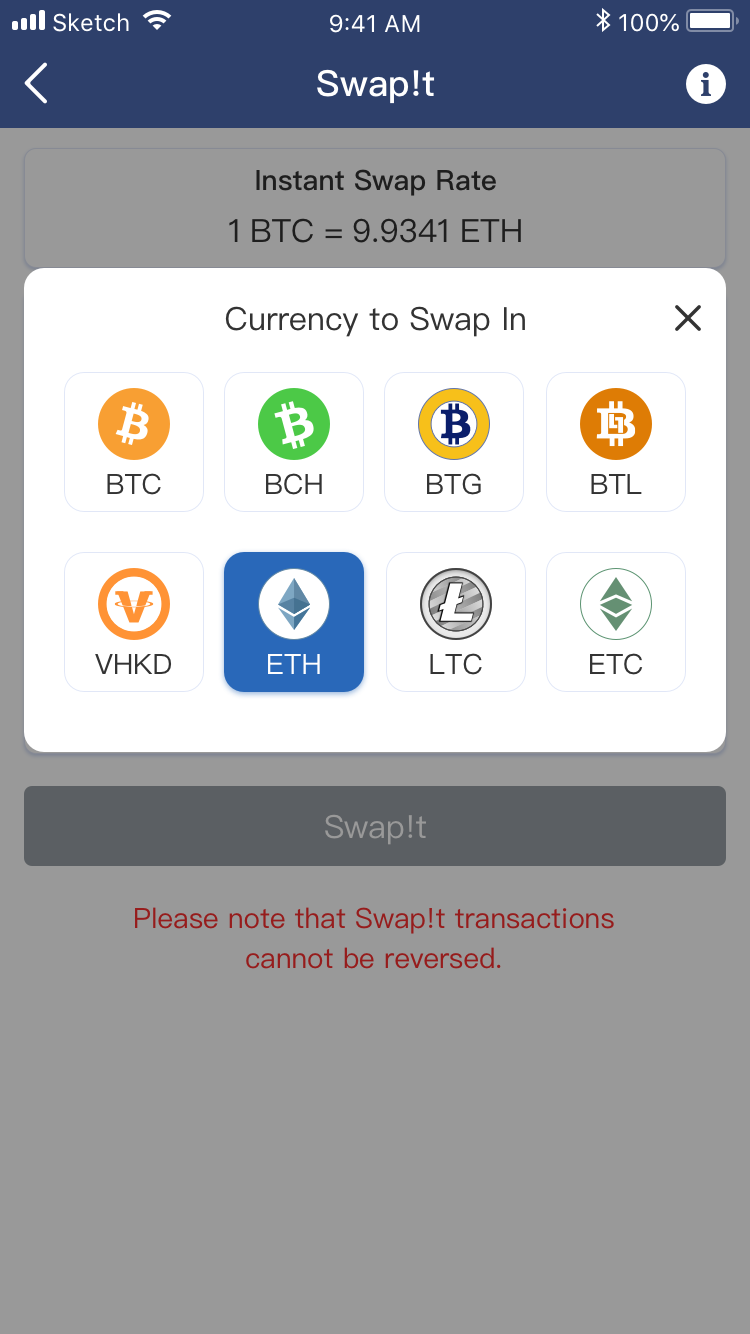 Sketch 9:41 AM 100%
Swap!t
Instant Swap Rate
1 BTC = 9.9341 ETH
Currency to Swap In
BTC BCH BTG BTL
VHKD ETH LTC ETC
Swap!t
Please note that Swap!t transactions
cannot be reversed.